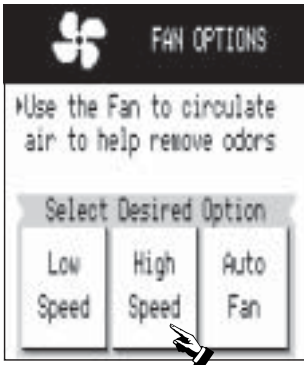 FAN OPTIONS
Use the Fan to circulate
air to help remove odors
Select Desired Option
Low
Speed
High
Speed
Auto
Fan